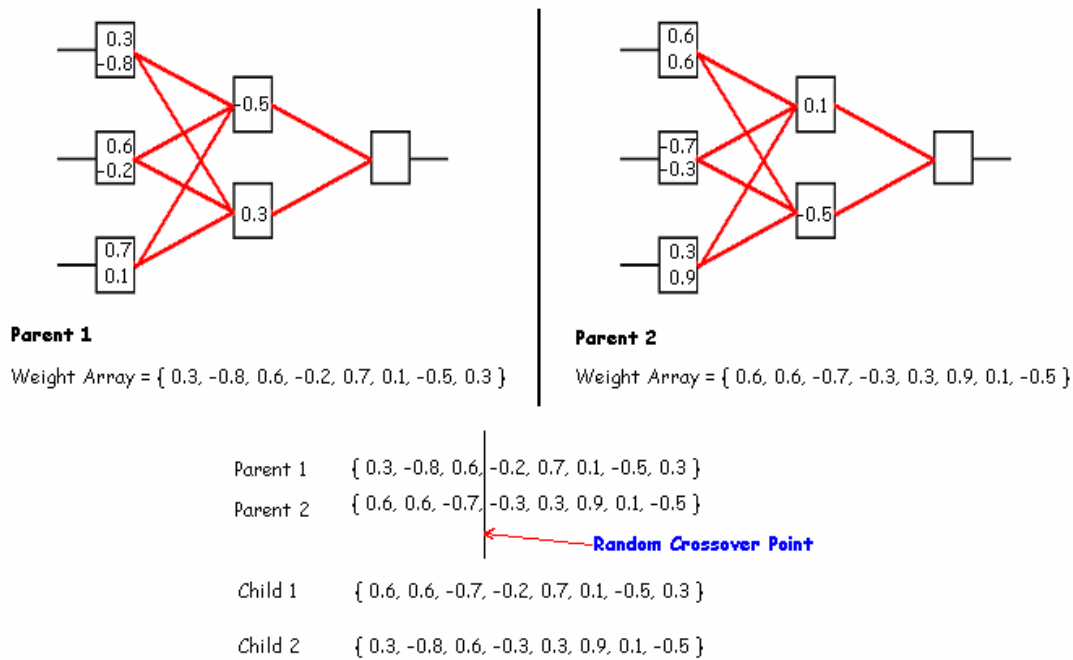 0.3
-0.8
-0.5
0.6
-0.2
0.3
0.7
0.1
Parent 1
Weight Array = { 0.3, -0.8, 0.6, -0.2, 0.7, 0.1, -0.5, 0.3 }
0.6
0.6
0.1
-0.7
-0.3
-0.5
0.3
0.9
Parent 2
Weight Array = { 0.6, 0.6, -0.7, -0.3, 0.3, 0.9, 0.1, -0.5 }
Parent 1 { 0.3, -0.8, 0.6, -0.2, 0.7, 0.1, -0.5, 0.3 }
Parent 2 { 0.6, 0.6, -0.7, -0.3, 0.3, 0.9, 0.1, -0.5 }
Random Crossover Point
Child 1 { 0.6, 0.6, -0.7, -0.2, 0.7, 0.1, -0.5, 0.3 }
Child 2 { 0.3, -0.8, 0.6, -0.3, 0.3, 0.9, 0.1, -0.5 }